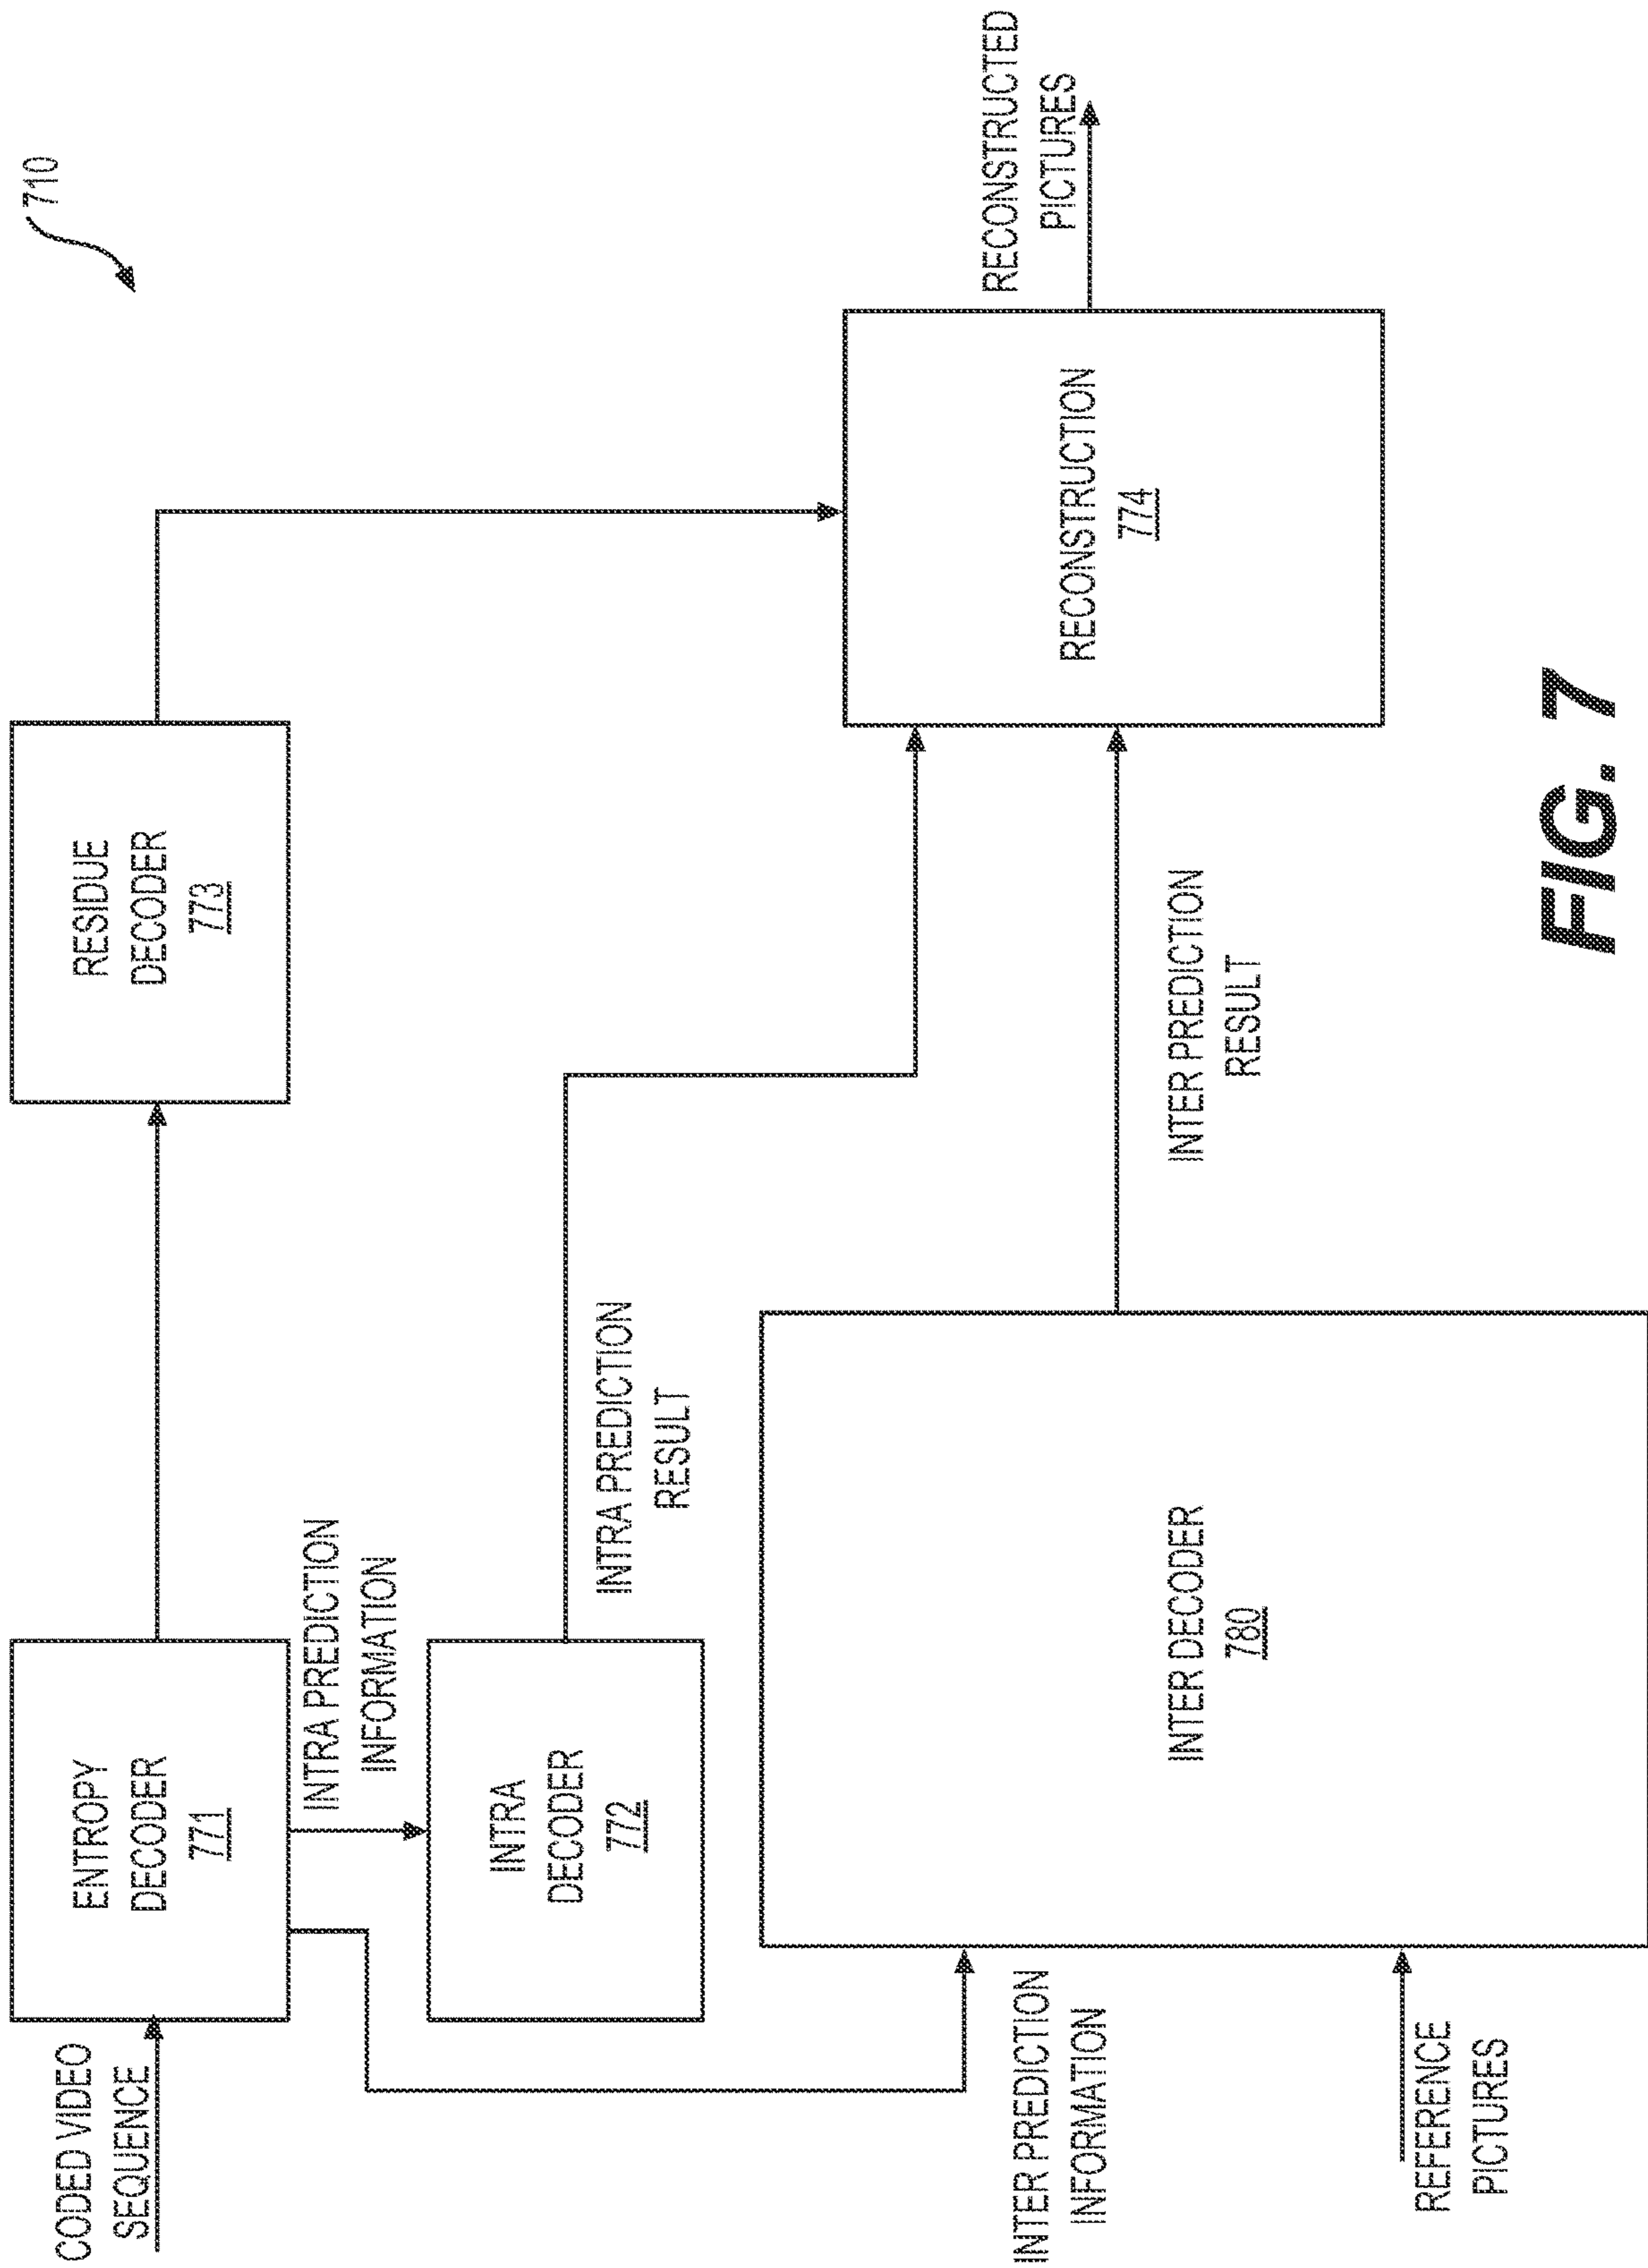 710
CODED VIDEO
SEQUENCE
ENTROPY
DECODER
771
RESIDUE
DECODER
773
INTRA PREDICTION
INFORMATION
INTRA
DECODER
772
INTRA PREDICTION
RESULT
RECONSTRUCTED
PICTURES
RECONSTRUCTION
774
INTER PREDICTION
INFORMATION
INTER DECODER
780
INTER PREDICTION
RESULT
REFERENCE
PICTURES
FIG. 7